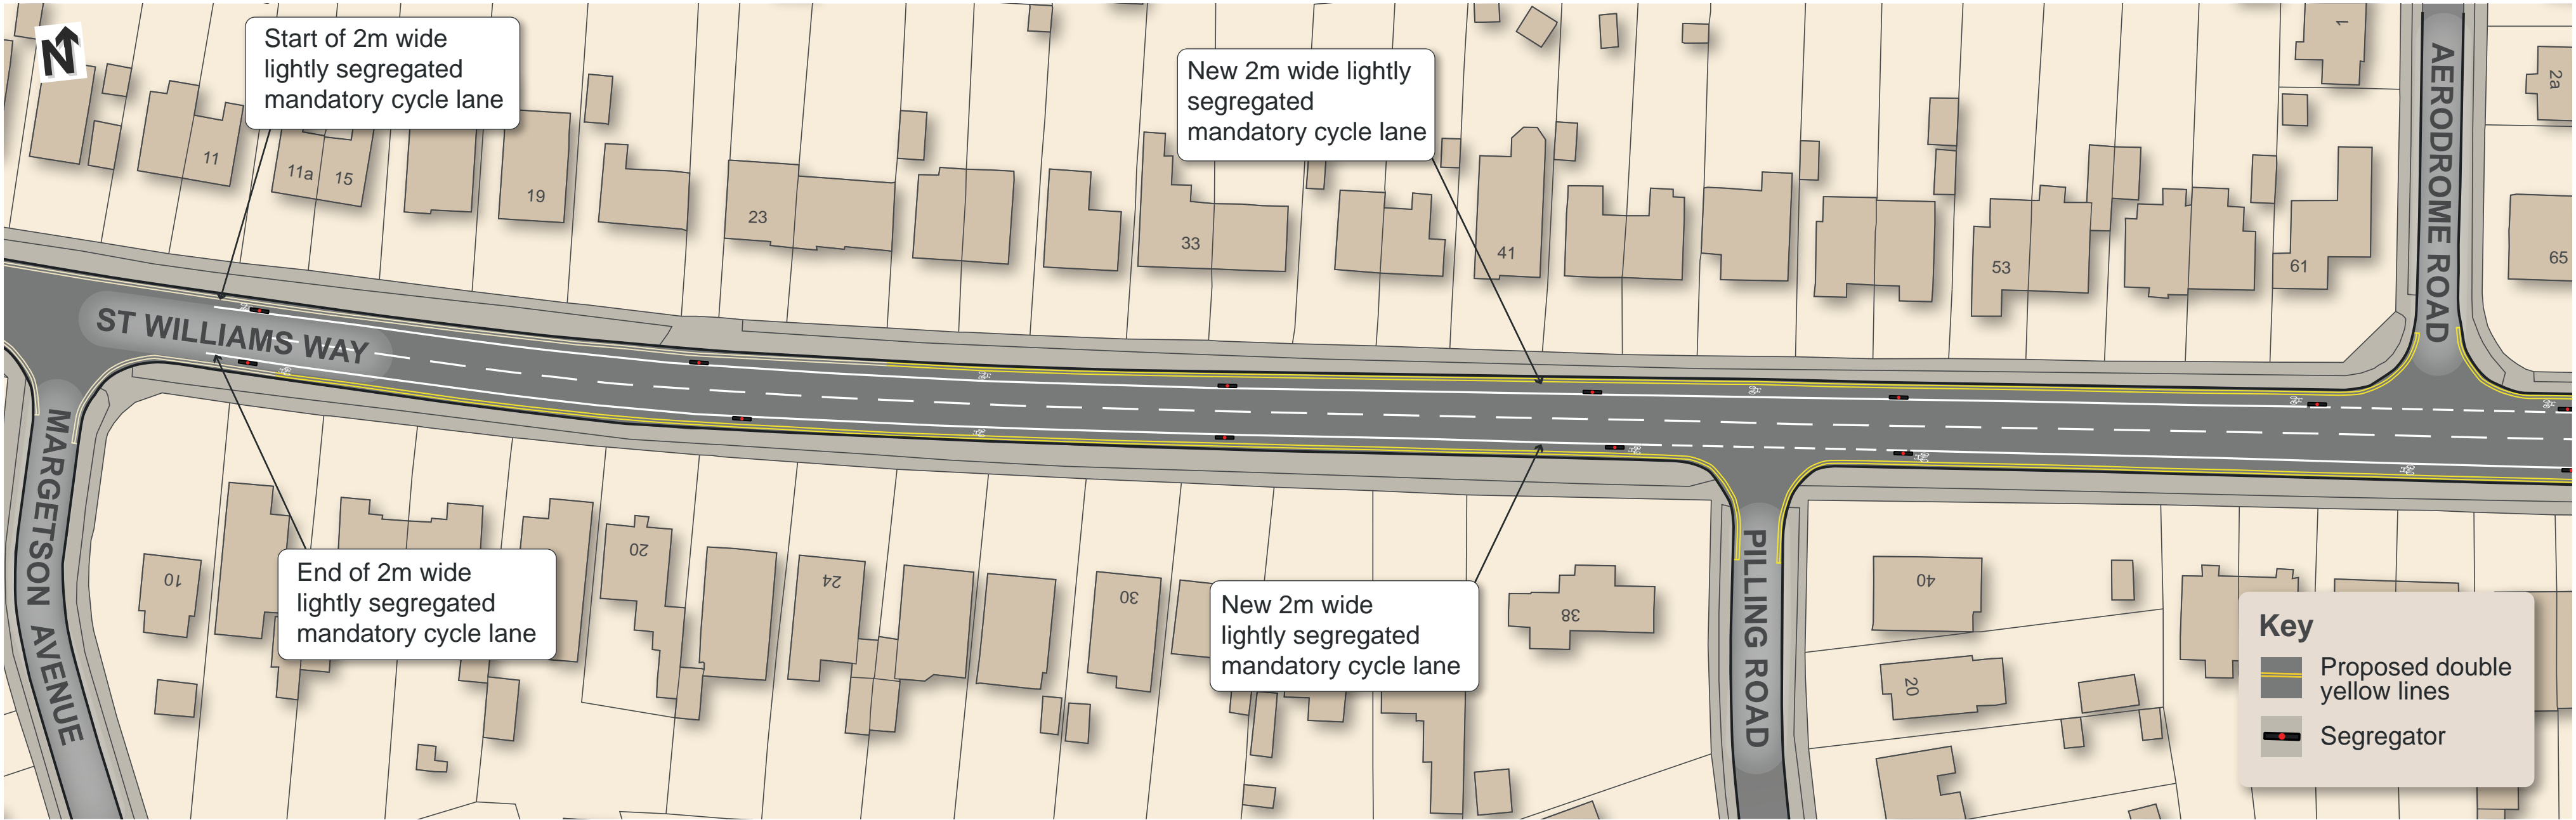 N
Start of 2m wide
lightly segregated
mandatory cycle lane
New 2m wide lightly
segregated
mandatory cycle lane
1
2a
AERODROME ROAD
11
11a
15
19
23
33
41
53
61
65
ST WILLIAMS WAY
MARGETSON AVENUE
End of 2m wide
lightly segregated
mandatory cycle lane
10
20
24
30
New 2m wide
lightly segregated
mandatory cycle lane
38
PILLING ROAD
40
20
Key
Proposed double
yellow lines
Segregator